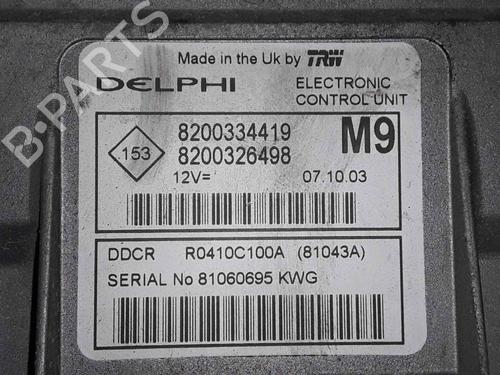 Made in the Uk by TRW
DELPHI ELECTRONIC CONTROL UNIT
.153 8200334419 M9
8200326498
12V= 07.10.03
DDCR R0410C100A (81043A)
SERIAL No 81060695 KWG
B-PARTS